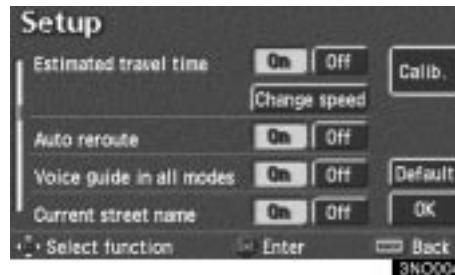 Setup
Estimated travel time On Off Calib.
Change speed
Auto reroute On Off
Voice guide in all modes On Off Default
Current street name On Off OK
Select function Enter Back